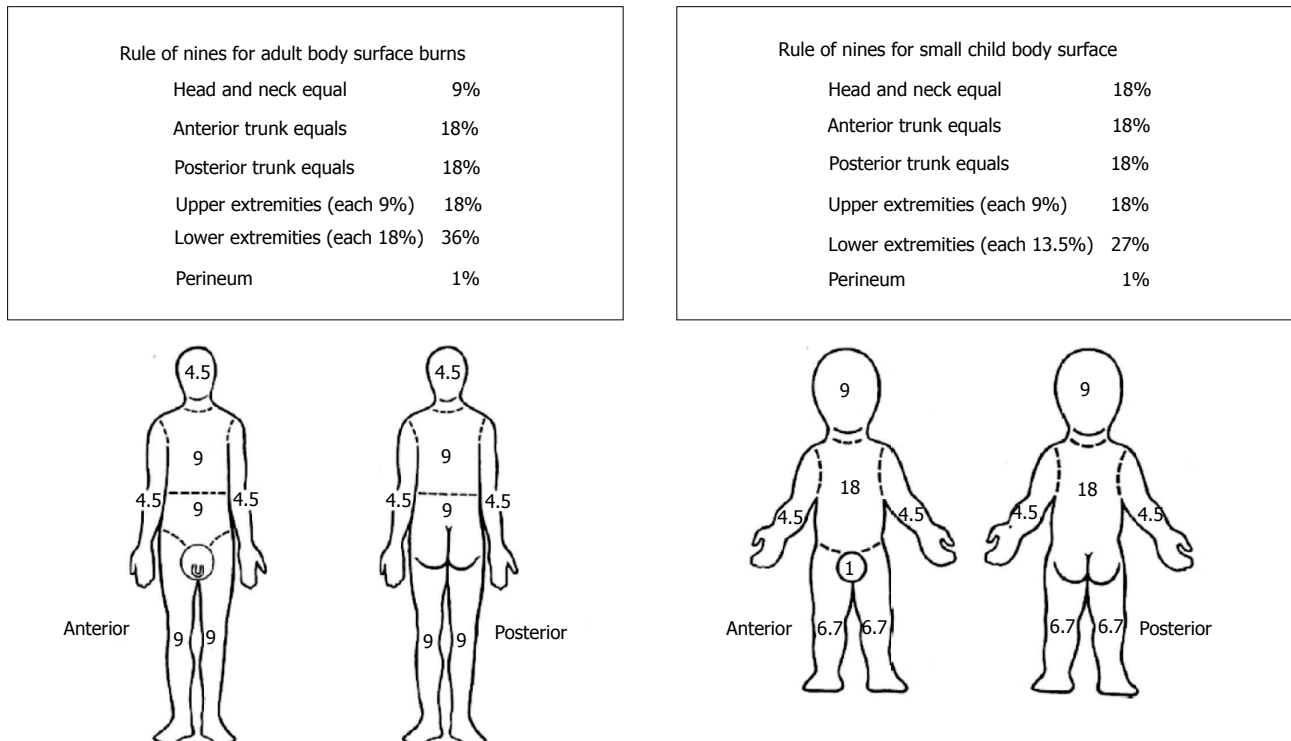 Rule of nines for adult body surface burns
Head and neck equal 9%
Anterior trunk equals 18%
Posterior trunk equals 18%
Upper extremities (each 9%) 18%
Lower extremities (each 18%) 36%
Perineum 1%
Rule of nines for small child body surface
Head and neck equal 18%
Anterior trunk equals 18%
Posterior trunk equals 18%
Upper extremities (each 9%) 18%
Lower extremities (each 13.5%) 27%
Perineum 1%
4.5
9
4.5 4.5
9
Anterior
9 9
4.5
9
4.5 4.5
9
9 9
Posterior
9
18
4.5 4.5
1
Anterior
6.7 6.7
9
18
4.5 4.5
6.7 6.7
Posterior